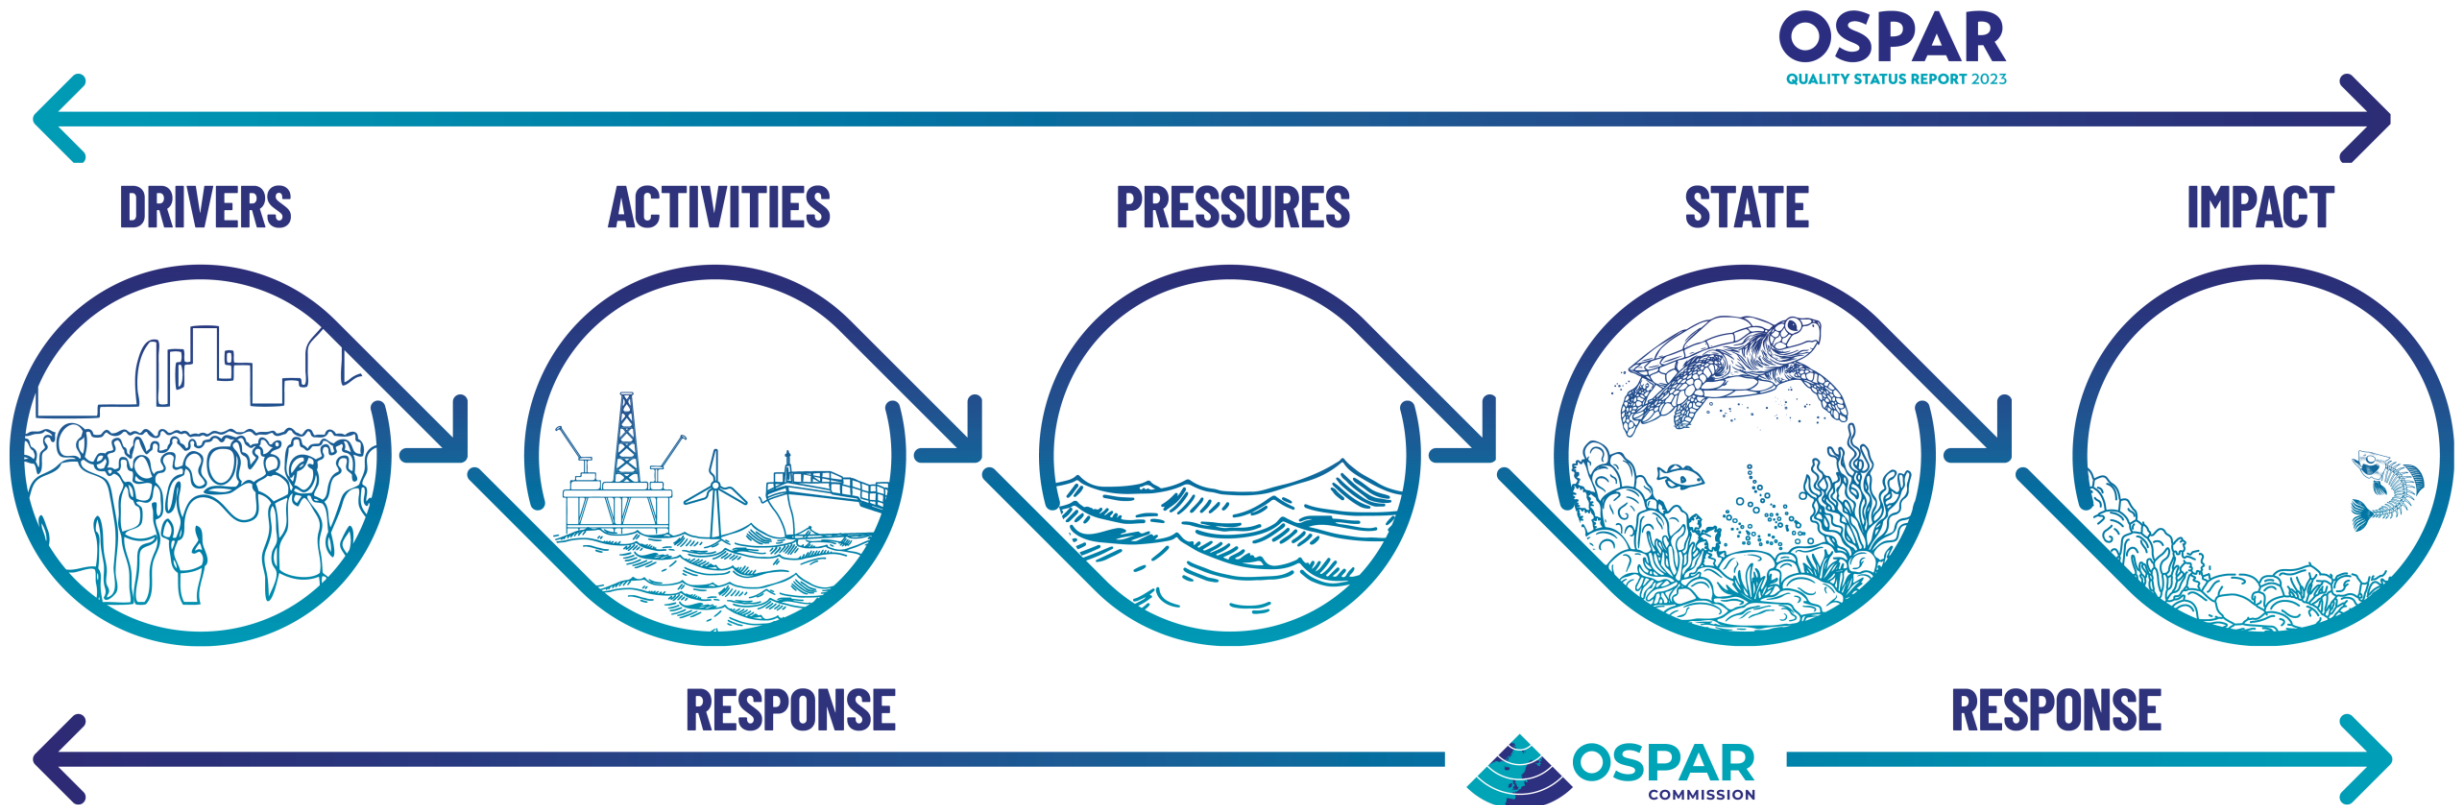 OSPAR
QUALITY STATUS REPORT 2023
DRIVERS
ACTIVITIES
PRESSURES
STATE
IMPACT
RESPONSE
RESPONSE
OSPAR
COMMISSION